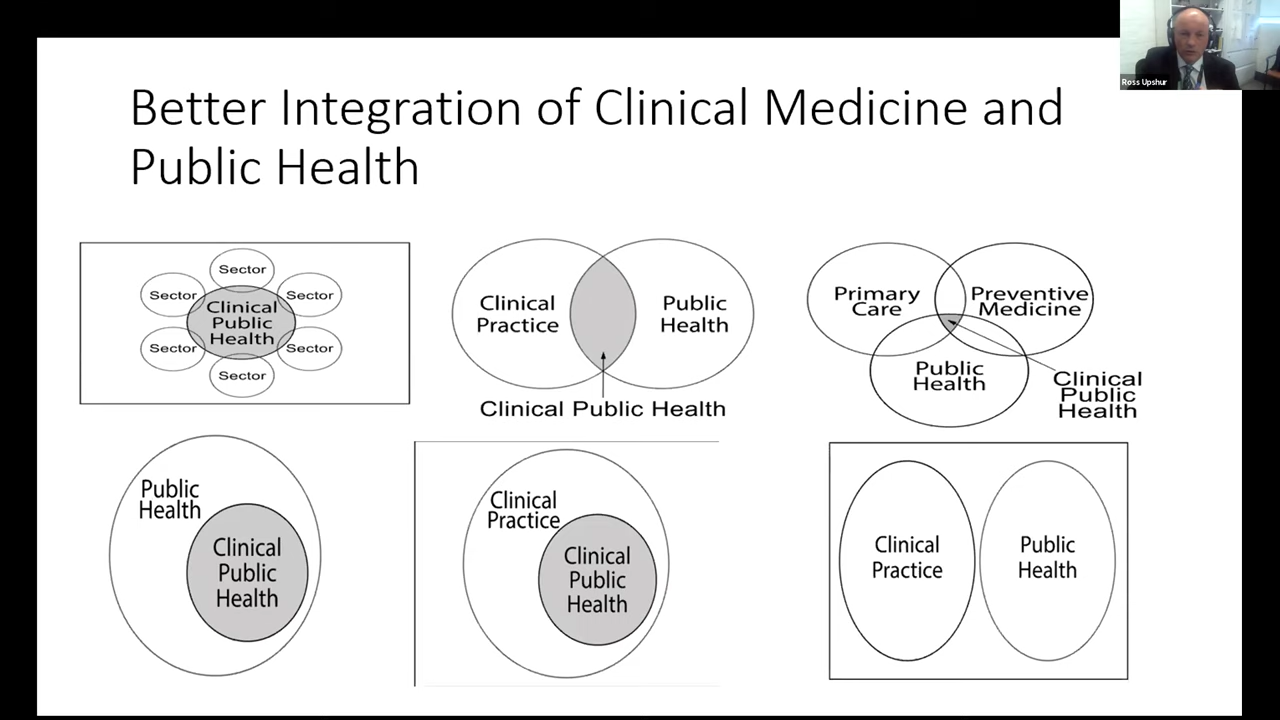 Ross Upshur
Better Integration of Clinical Medicine and
Public Health
Sector
Sector
Sector
Clinical
Public
Health
Sector
Sector
Sector
Clinical
Practice
Public
Health
Clinical Public Health
Primary
Care
Preventive
Medicine
Public
Health
Clinical
Public
Health
Public
Health
Clinical
Public
Health
Clinical
Practice
Clinical
Public
Health
Clinical
Practice
Public
Health